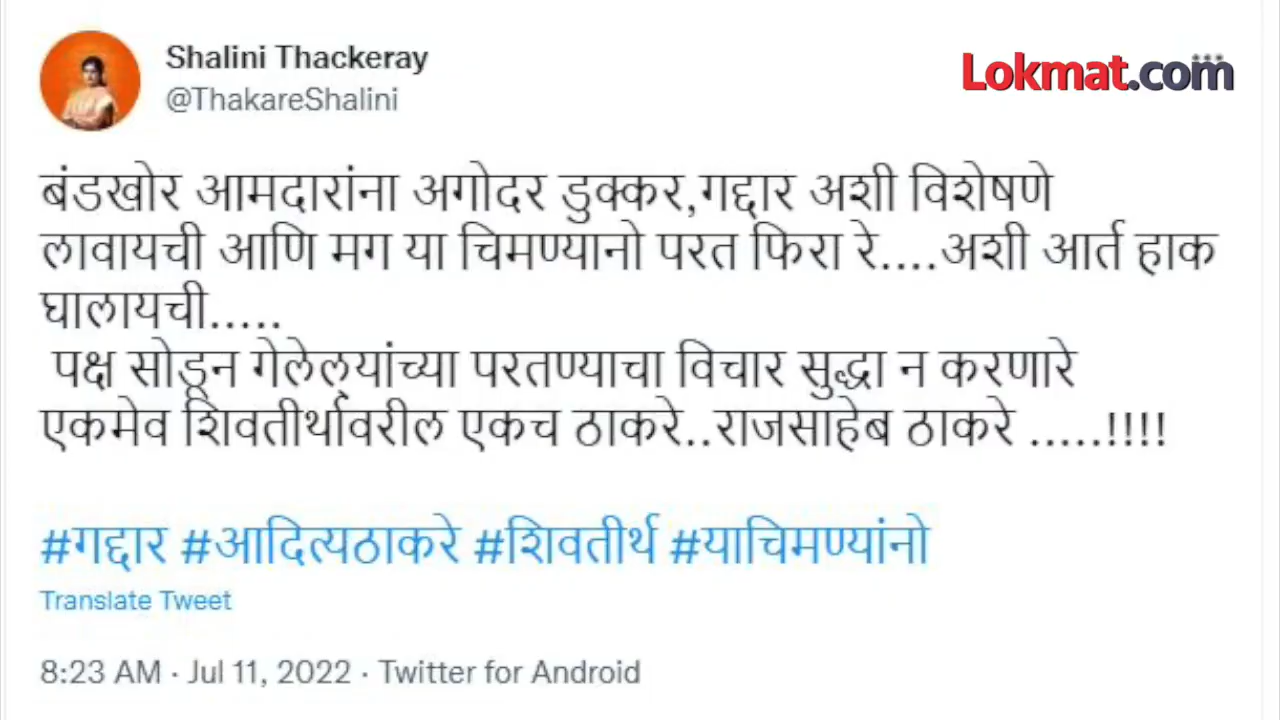 Shalini Thackeray
@ThakareShalini
Lokmat.com
बंडखोर आमदारांना अगोदर डुक्कर,गद्दार अशी विशेषणे
लावायची आणि मग या चिमण्यानो परत फिरा रे....अशी आर्त हाक
घालायची.....
पक्ष सोडून गेलेल्यांच्या परतण्याचा विचार सुद्धा न करणारे
एकमेव शिवतीर्थावरील एकच ठाकरे..राजसाहेब ठाकरे .....!!!!
#गद्दार #आदित्यठाकरे #शिवतीर्थ #याचिमण्यांनो
Translate Tweet
8:23 AM · Jul 11, 2022 · Twitter for Android